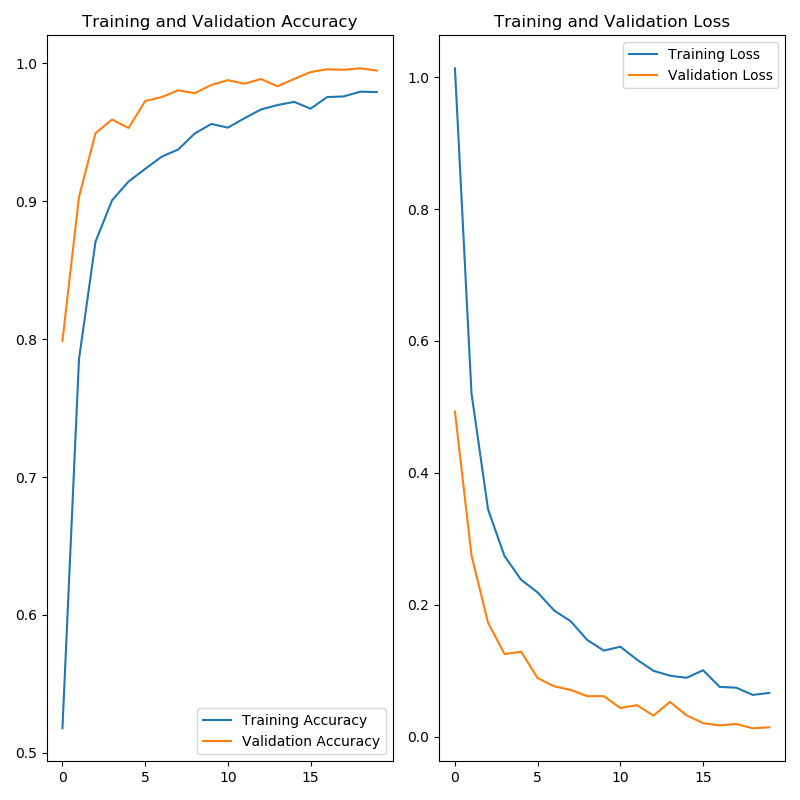 Training and Validation Accuracy
1.0
0.9
0.8
0.7
0.6
0.5
0 5 10 15
Training Accuracy
Validation Accuracy
Training and Validation Loss
1.0
0.8
0.6
0.4
0.2
0.0
0 5 10 15
Training Loss
Validation Loss